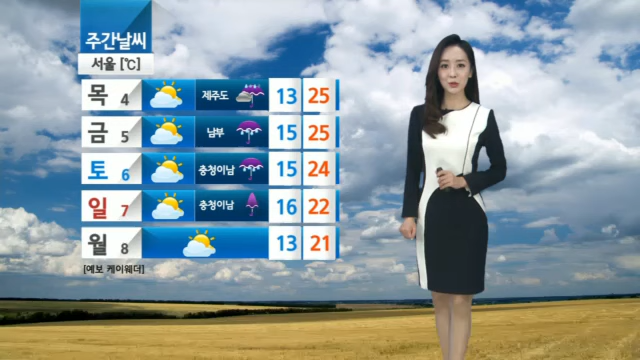 주간날씨
서울 [℃]
목 4 제주도 13 25
금 5 남부 15 25
토 6 충청이남 15 24
일 7 충청이남 16 22
월 8 13 21
[예보 케이웨더]